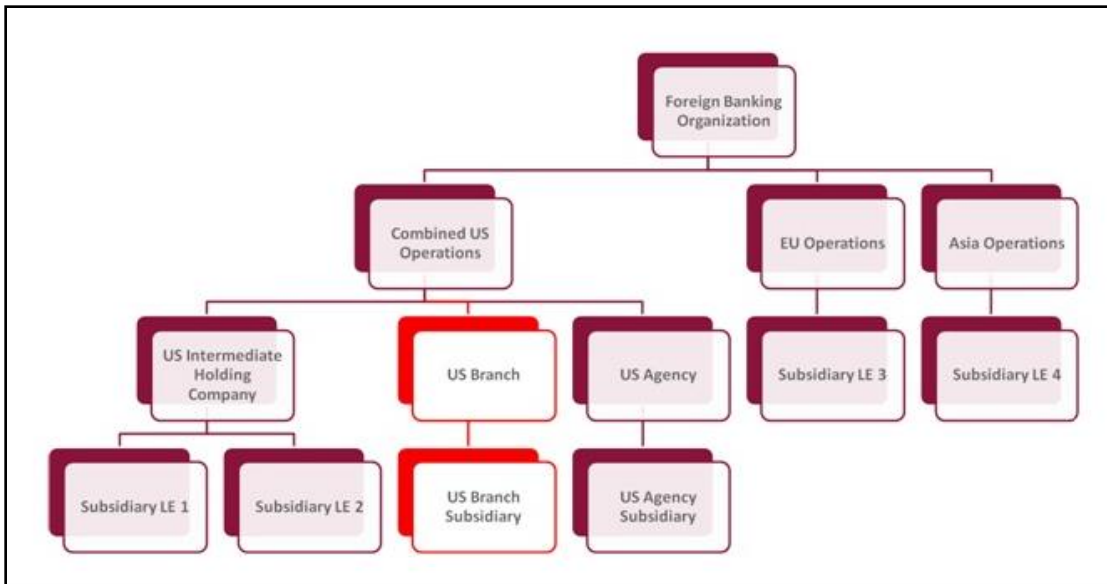 Foreign Banking
Organization
Combined US
Operations
EU Operations
Asia Operations
US Intermediate
Holding
Company
US Branch
US Agency
Subsidiary LE 3
Subsidiary LE 4
Subsidiary LE 1
Subsidiary LE 2
US Branch
Subsidiary
US Agency
Subsidiary